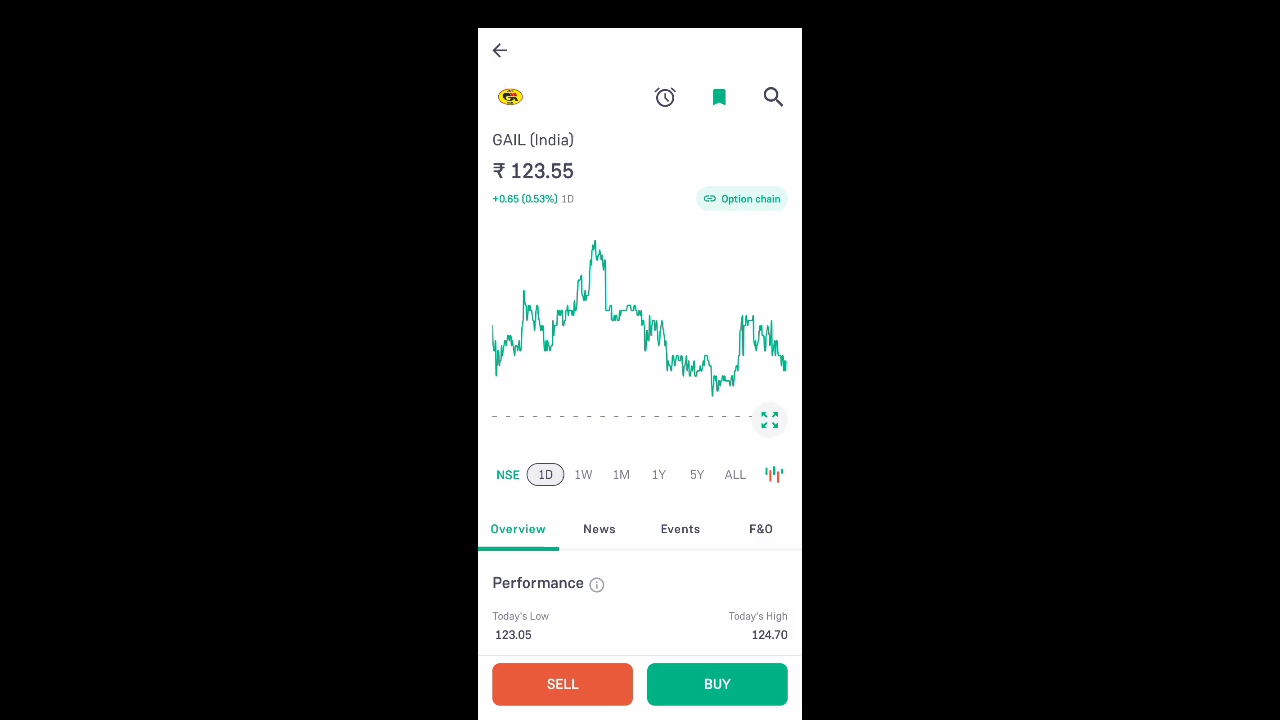 GAIL (India)
₹ 123.55
+0.65 (0.53%) 1D
Option chain
NSE 1D 1W 1M 1Y 5Y ALL
Overview News Events F&O
Performance
Today's Low Today's High
123.05 124.70
SELL BUY